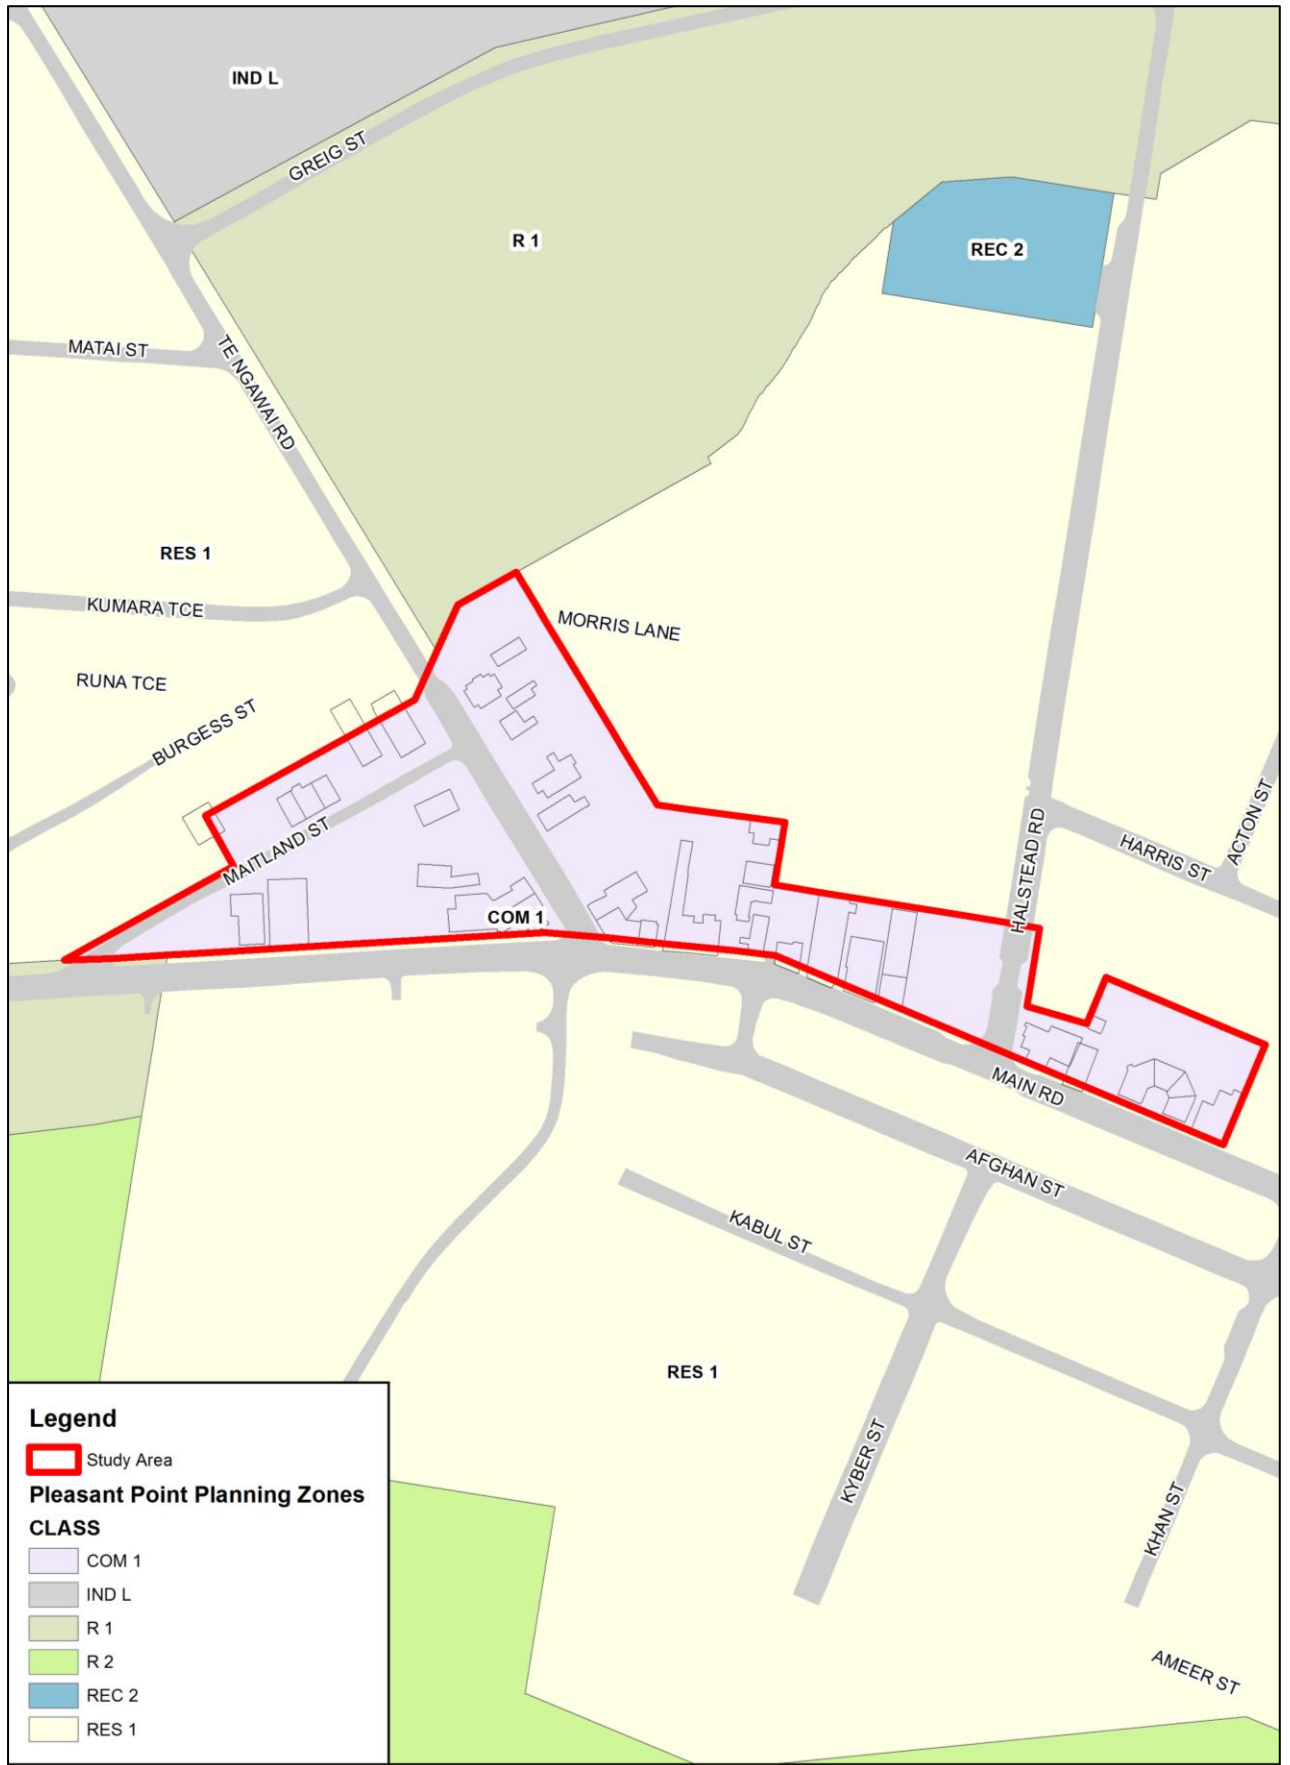 IND L
GREIG ST
R 1
REC 2
MATAI ST
TE NGAWAI RD
RES 1
KUMARA TCE
MORRIS LANE
RUNA TCE
BURGESS ST
MAITLAND ST
COM 1
HALSTEAD RD
HARRIS ST
ACTON ST
MAIN RD
AFGHAN ST
KABUL ST
RES 1
KYBER ST
KHAN ST
AMEER ST
Legend
Study Area
Pleasant Point Planning Zones
CLASS
COM 1
IND L
R 1
R 2
REC 2
RES 1